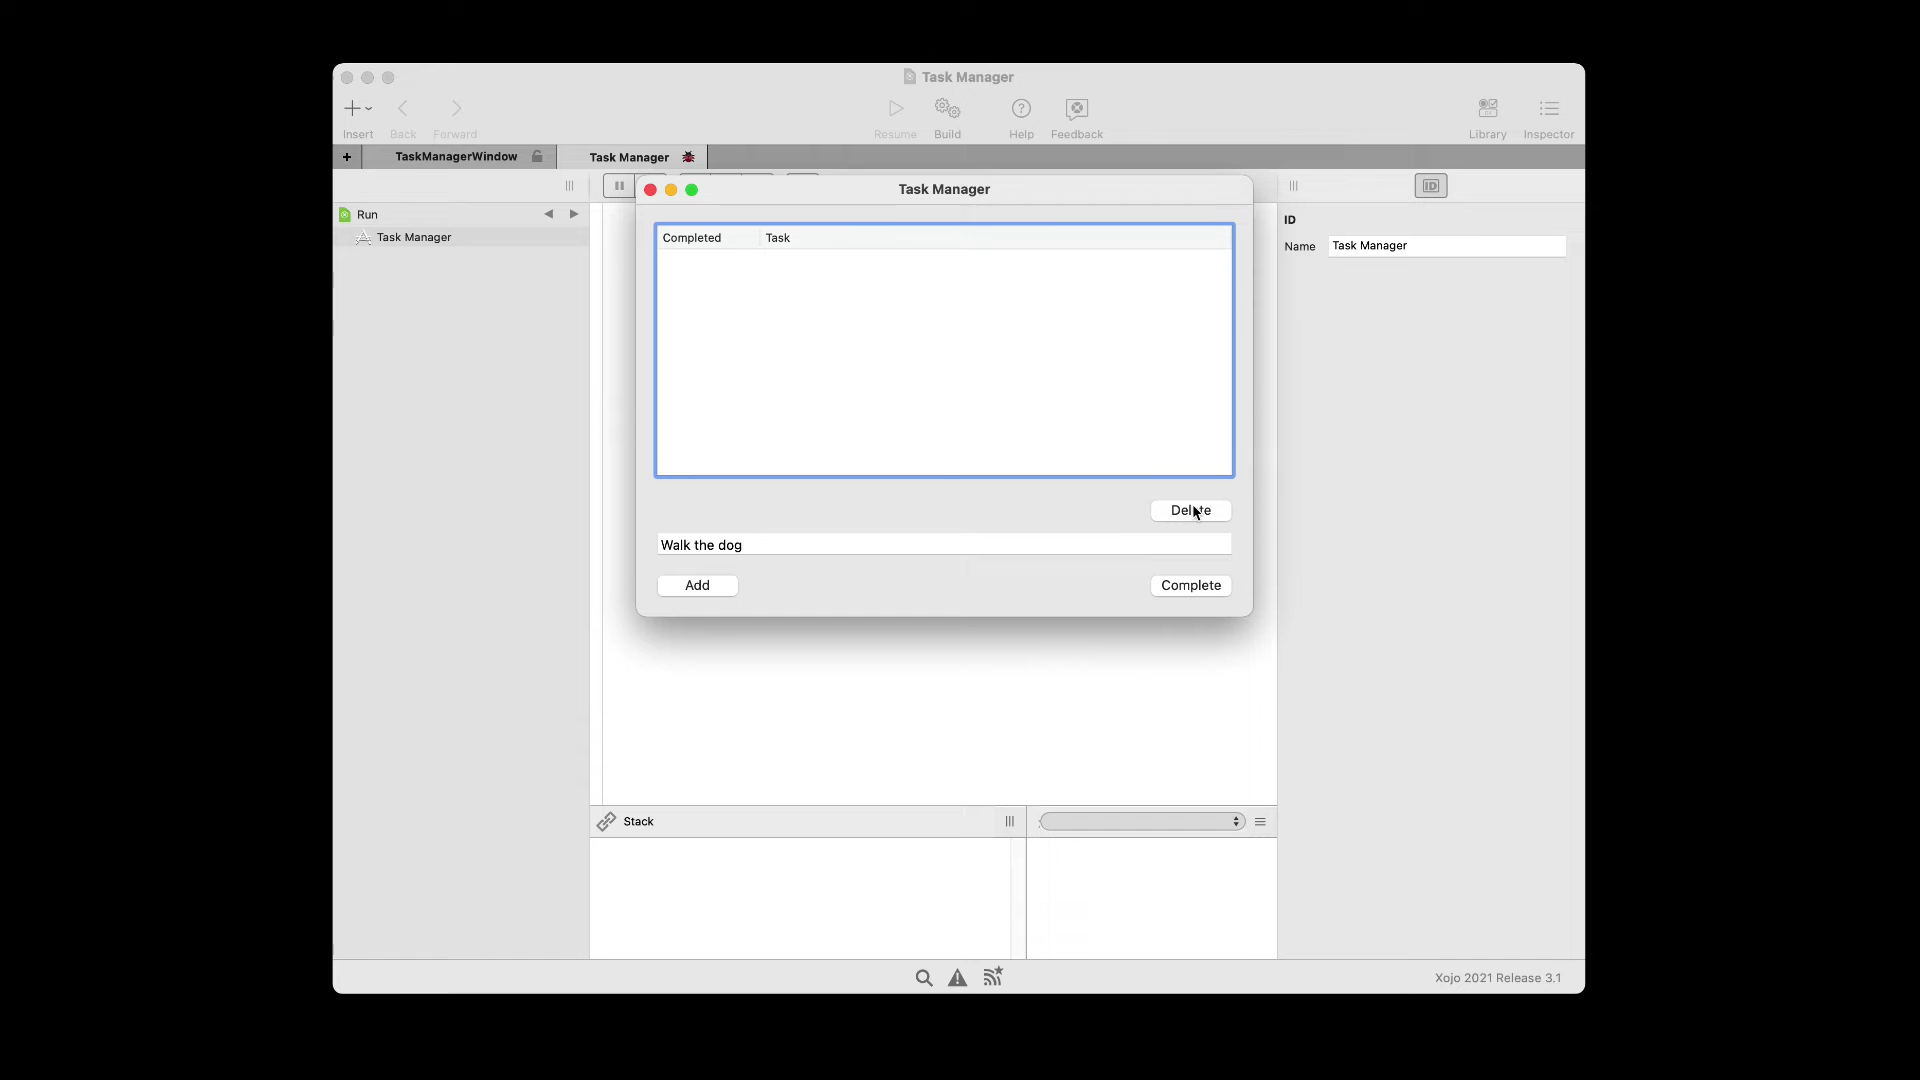 Task Manager
Insert Back Forward Resume Build Help Feedback Library Inspector
+ TaskManagerWindow Task Manager
Run
Task Manager
Task Manager
Completed Task
Delete
Walk the dog
Add Complete
ID
ID
Name Task Manager
Stack
Xojo 2021 Release 3.1